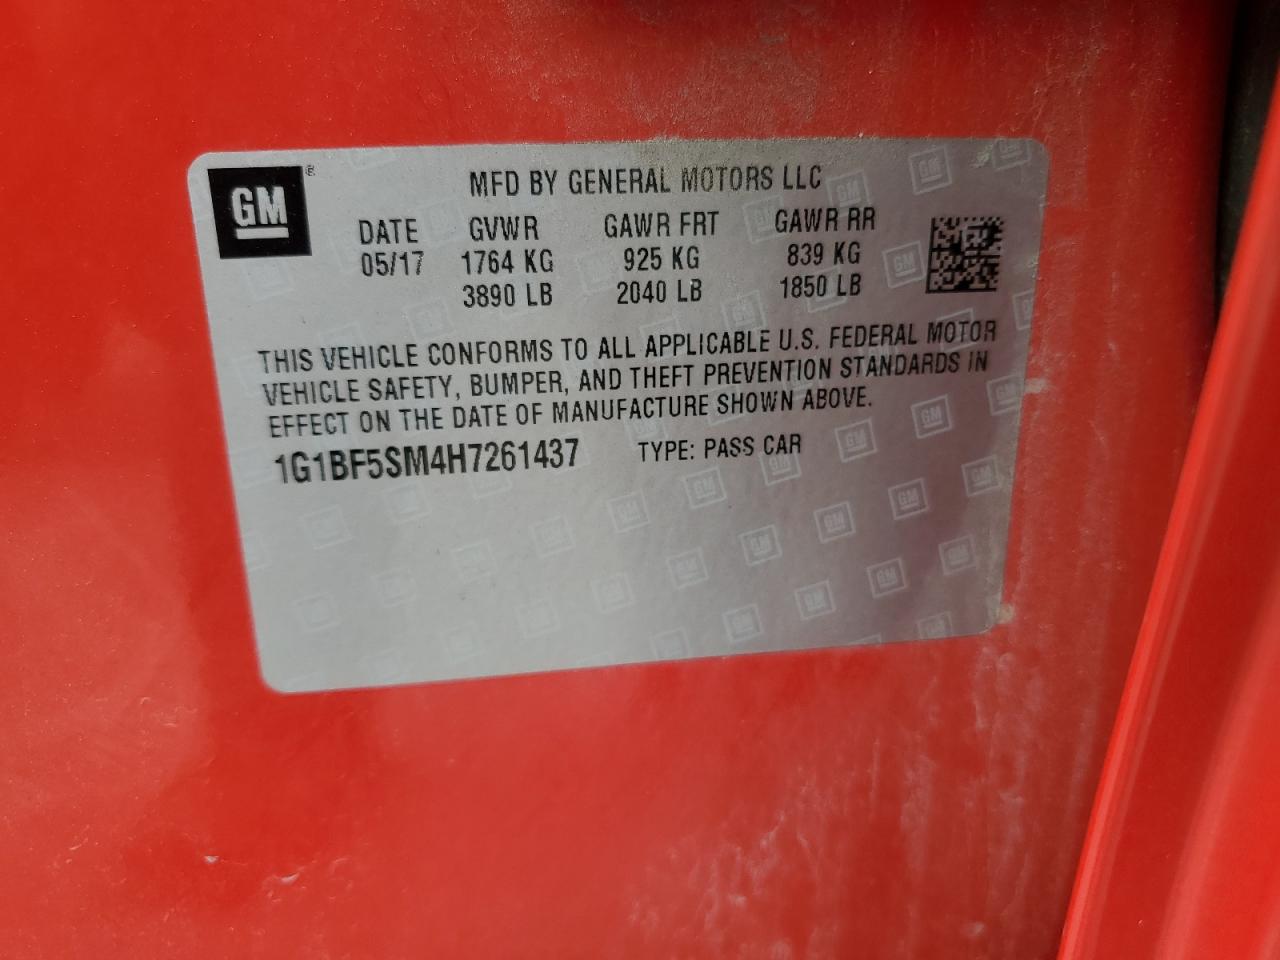 GM ®
MFD BY GENERAL MOTORS LLC
DATE GVWR GAWR FRT GAWR RR
05/17 1764 KG 925 KG 839 KG
3890 LB 2040 LB 1850 LB
THIS VEHICLE CONFORMS TO ALL APPLICABLE U.S. FEDERAL MOTOR
VEHICLE SAFETY, BUMPER, AND THEFT PREVENTION STANDARDS IN
EFFECT ON THE DATE OF MANUFACTURE SHOWN ABOVE.
1G1BF5SM4H7261437 TYPE: PASS CAR